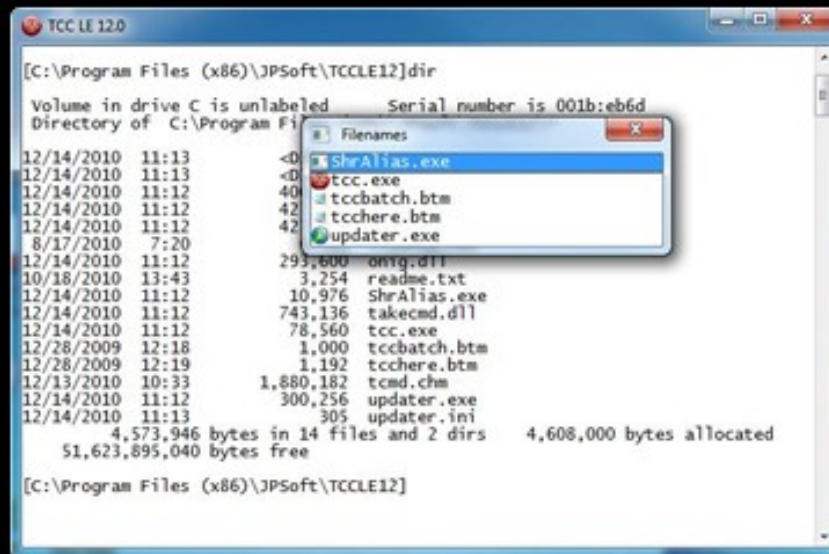 TCC LE 12.0
[C:\Program Files (x86)\JPSoft\TCCLE12]dir
Volume in drive C is unlabeled Serial number is 001b:eb6d
Directory of C:\Program Fi
Filenames
ShrAlias.exe
tcc.exe
tccbatch.btm
tcchere.btm
updater.exe
12/14/2010 11:13 <D
12/14/2010 11:13 <D
12/14/2010 11:12 40
12/14/2010 11:12 42
12/14/2010 11:12 42
8/17/2010 7:20
12/14/2010 11:12 293,600 onig.dll
10/18/2010 13:43 3,254 readme.txt
12/14/2010 11:12 10,976 ShrAlias.exe
12/14/2010 11:12 743,136 takecmd.dll
12/14/2010 11:12 78,560 tcc.exe
12/28/2009 12:18 1,000 tccbatch.btm
12/28/2009 12:19 1,192 tcchere.btm
12/13/2010 10:33 1,880,182 tcmd.chm
12/14/2010 11:12 300,256 updater.exe
12/14/2010 11:13 305 updater.ini
4,573,946 bytes in 14 files and 2 dirs 4,608,000 bytes allocated
51,623,895,040 bytes free
[C:\Program Files (x86)\JPSoft\TCCLE12]